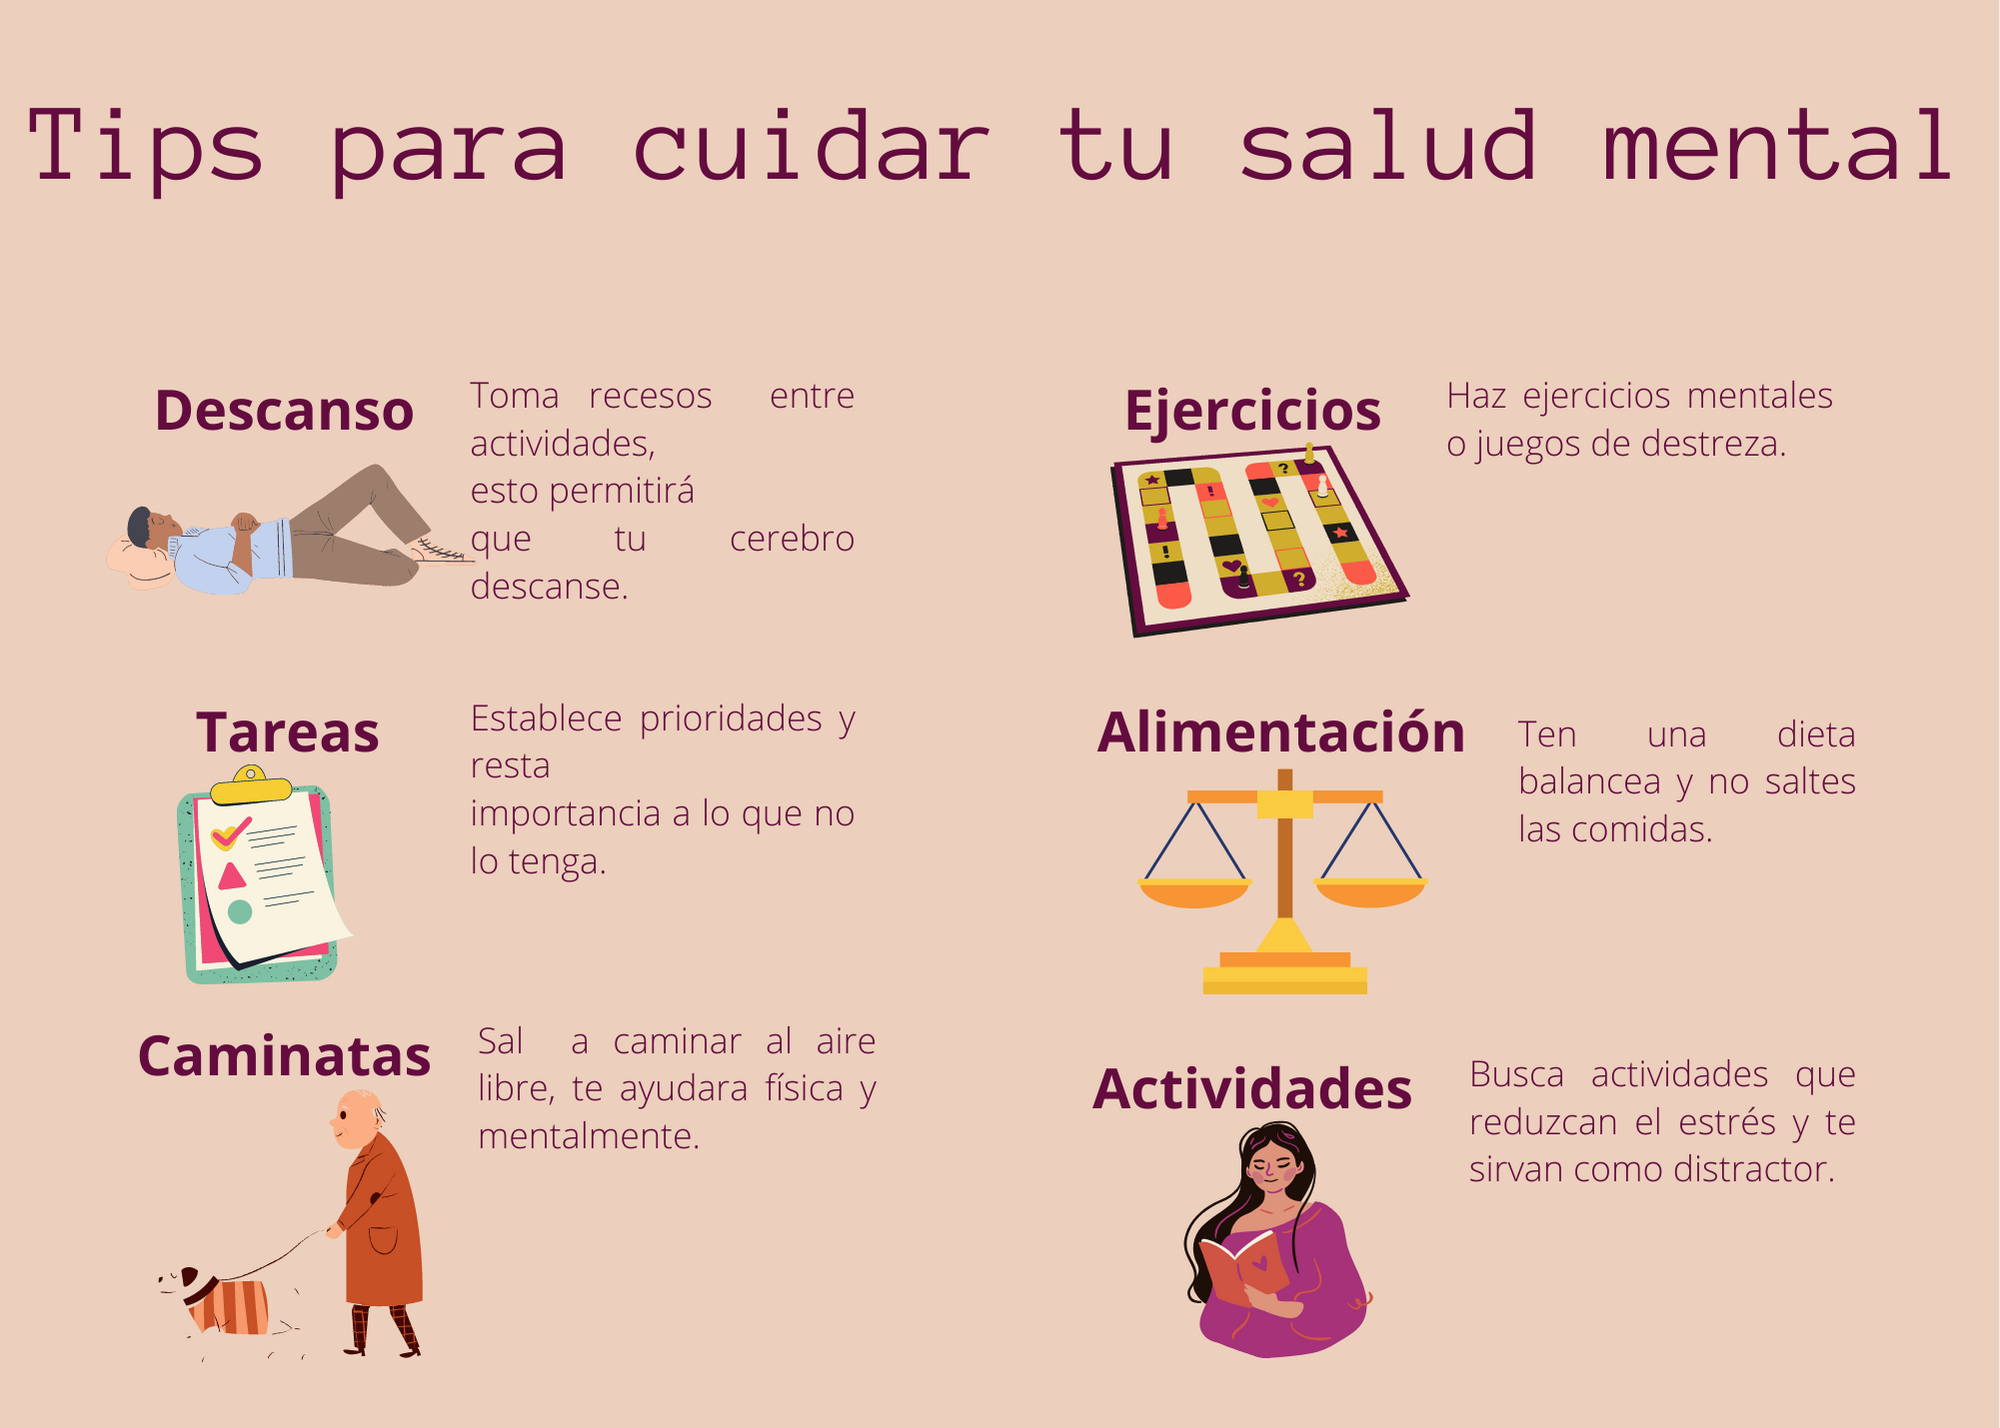 Tips para cuidar tu salud mental
Descanso
Toma recesos entre
actividades,
esto permitirá
que tu cerebro
descanse.
Ejercicios
Haz ejercicios mentales
o juegos de destreza.
Tareas
Establece prioridades y
resta
importancia a lo que no
lo tenga.
Alimentación
Ten una dieta
balancea y no saltes
las comidas.
Caminatas
Sal a caminar al aire
libre, te ayudara física y
mentalmente.
Actividades
Busca actividades que
reduzcan el estrés y te
sirvan como distractor.